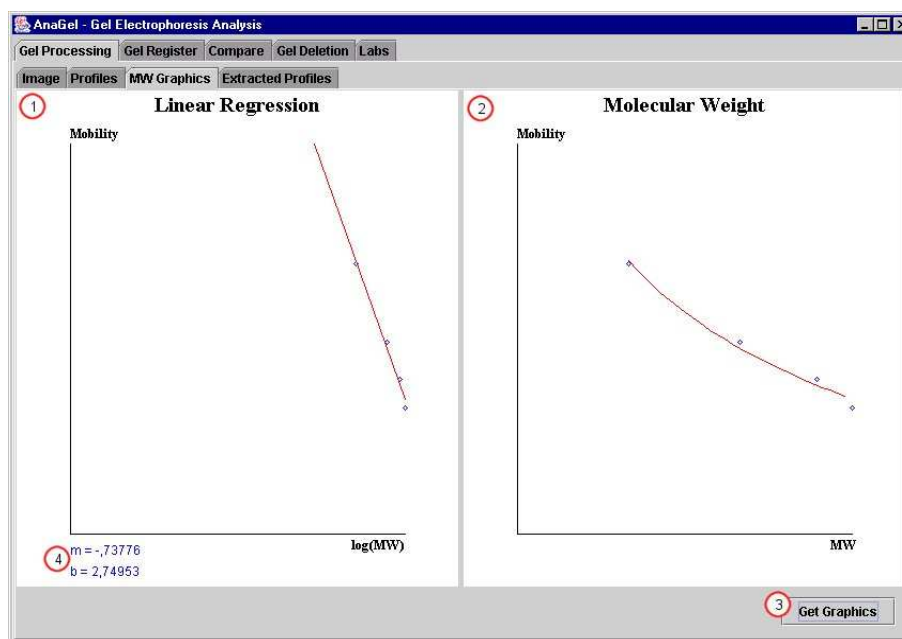 AnaGel - Gel Electrophoresis Analysis
Gel Processing Gel Register Compare Gel Deletion Labs
Image Profiles MW Graphics Extracted Profiles
1 Linear Regression
Mobility
log(MW)
4 m = -,73776
b = 2,74953
2 Molecular Weight
Mobility
MW
3 Get Graphics